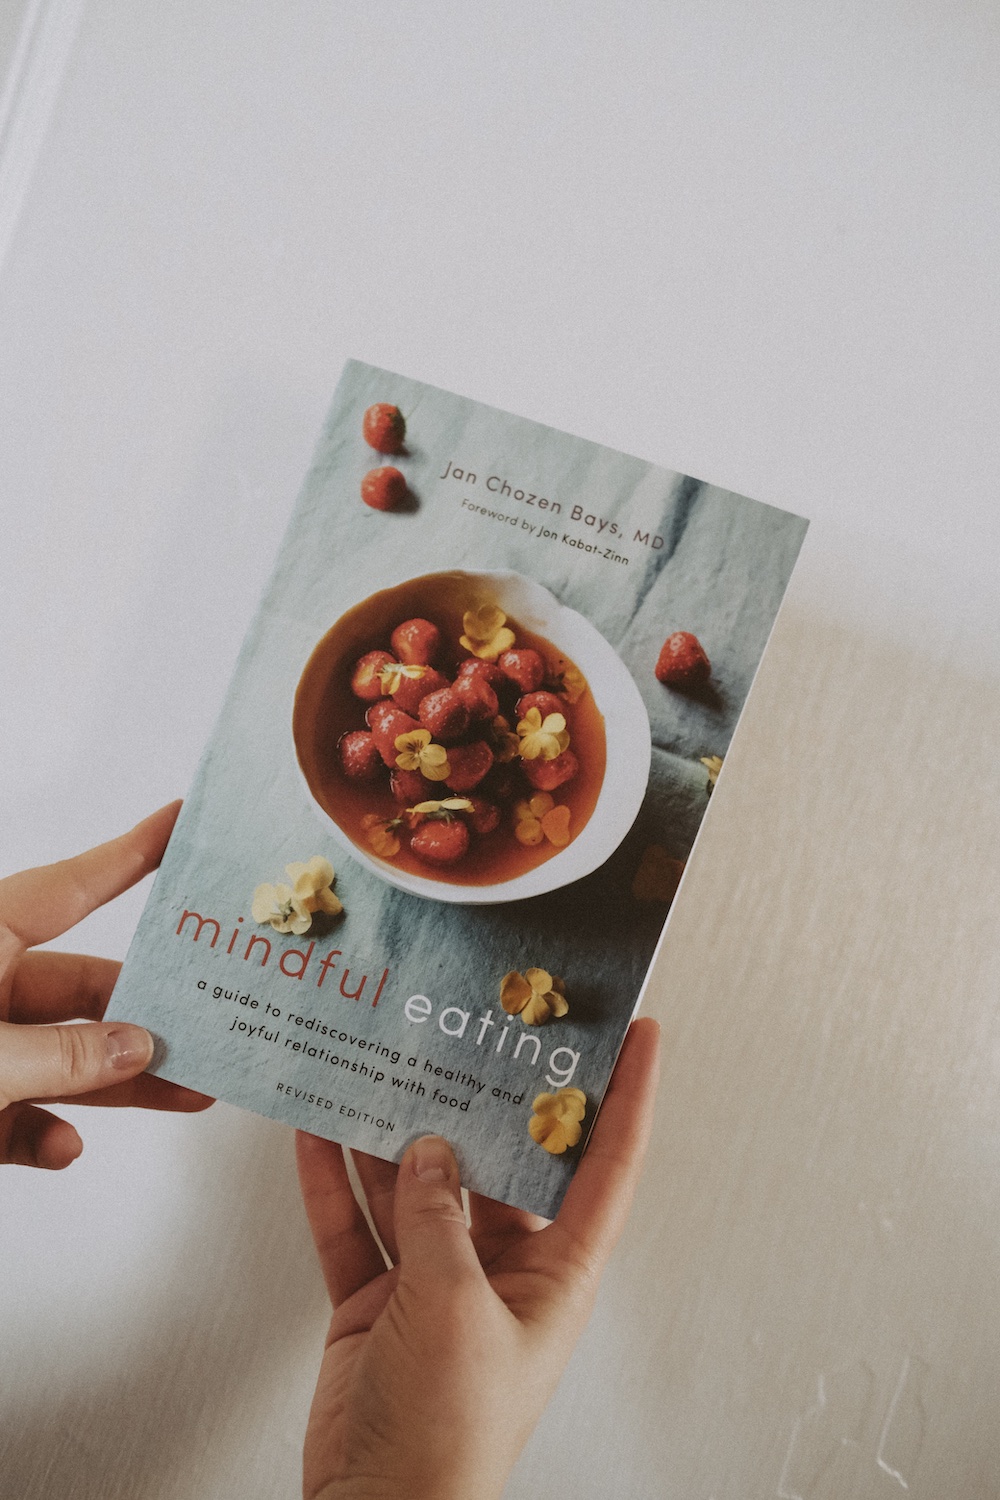 Jan Chozen Bays, MD
Foreword by Jon Kabat-Zinn
mindful eating
a guide to rediscovering a healthy and
joyful relationship with food
REVISED EDITION